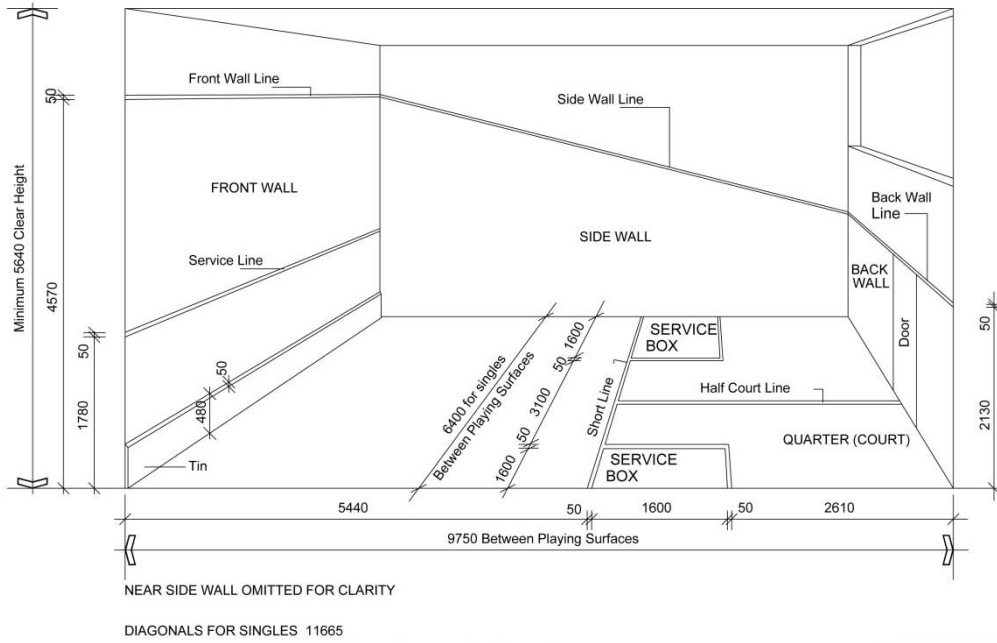 Front Wall Line
50
Side Wall Line
Minimum 5640 Clear Height
4570
FRONT WALL
Back Wall
Line
SIDE WALL
Service Line
BACK
WALL
50
50
Door
50
1780
480
2130
6400 for singles
Between Playing Surfaces
1600
50
3100
50
1600
Short Line
SERVICE
BOX
Half Court Line
QUARTER (COURT)
SERVICE
BOX
Tin
5440
50
1600
50
2610
9750 Between Playing Surfaces
NEAR SIDE WALL OMITTED FOR CLARITY
DIAGONALS FOR SINGLES 11665